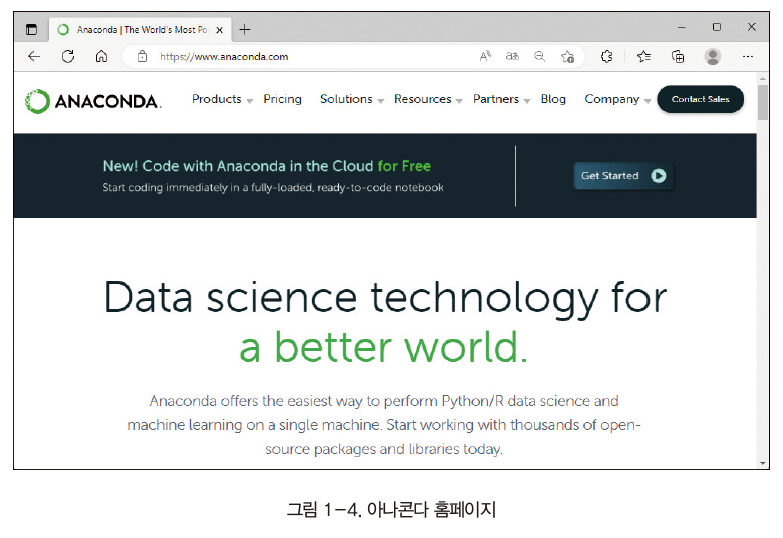 Anaconda | The World's Most Po
https://www.anaconda.com
ANACONDA.
Products
Pricing
Solutions
Resources
Partners
Blog
Company
Contact Sales
New! Code with Anaconda in the Cloud for Free
Start coding immediately in a fully-loaded, ready-to-code notebook
Get Started
Data science technology for
a better world.
Anaconda offers the easiest way to perform Python/R data science and
machine learning on a single machine. Start working with thousands of open-
source packages and libraries today.
그림 1-4. 아나콘다 홈페이지